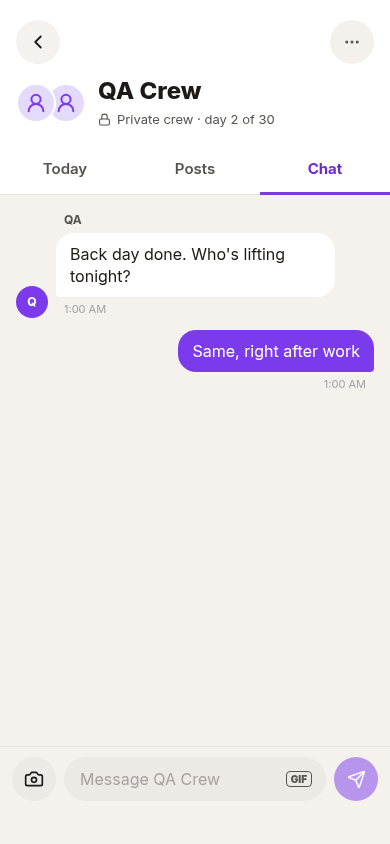 QA Crew
Private crew · day 2 of 30
Today
Posts
Chat
QA
Back day done. Who's lifting
tonight?
Q
1:00 AM
Same, right after work
1:00 AM
Message QA Crew
GIF